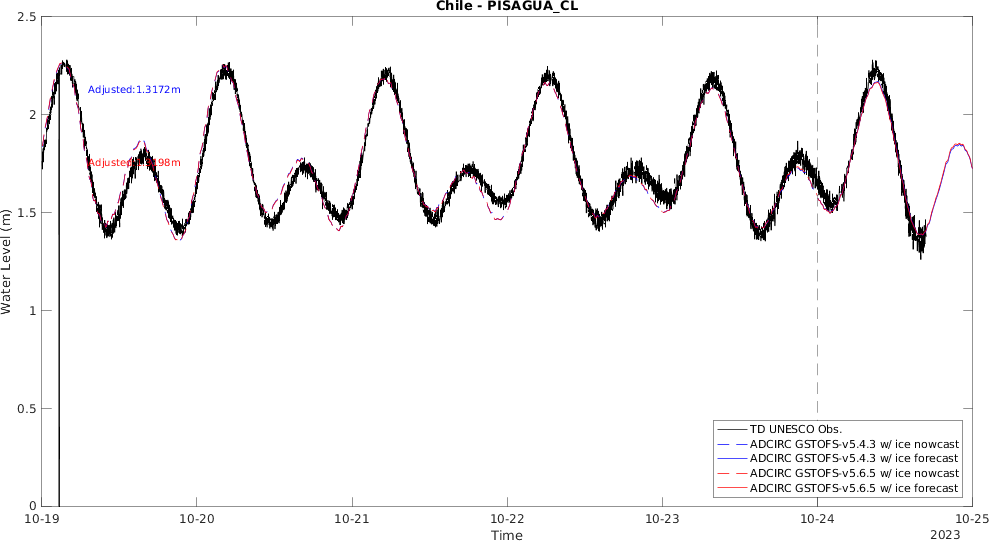 Chile - PISAGUA_CL
2.5
2
1.5
1
0.5
0
Water Level (m)
Adjusted:1.3172m
10-19
10-20
10-21
10-22
10-23
10-24
10-25
Time
2023
TD UNESCO Obs.
ADCIRC GSTOFS-v5.4.3 w/ ice nowcast
ADCIRC GSTOFS-v5.4.3 w/ ice forecast
ADCIRC GSTOFS-v5.6.5 w/ ice nowcast
ADCIRC GSTOFS-v5.6.5 w/ ice forecast